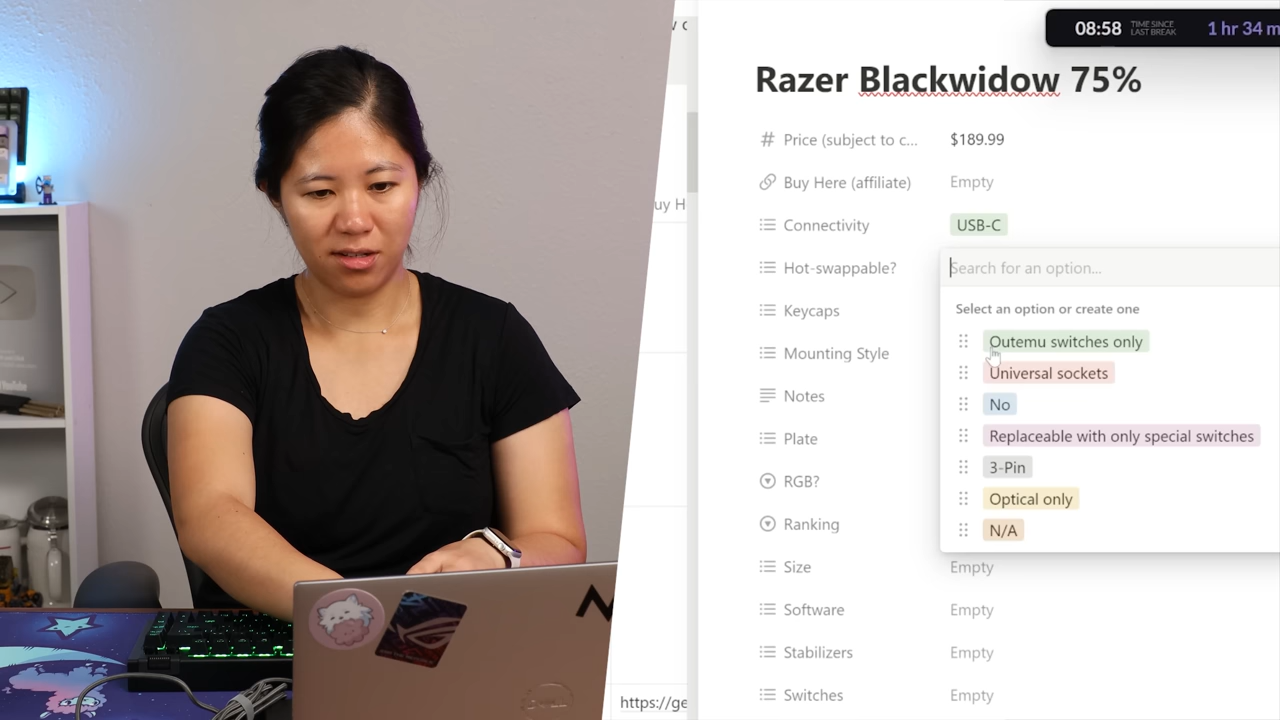 08:58 TIME SINCE LAST BREAK 1 hr 34 m
Razer Blackwidow 75%
Price (subject to c... $189.99
Buy Here (affiliate) Empty
uy H
Connectivity USB-C
Hot-swappable? Search for an option...
Select an option or create one
Keycaps
Outemu switches only
Mounting Style
Universal sockets
Notes
No
Plate
Replaceable with only special switches
3-Pin
RGB?
Optical only
Ranking
N/A
Size Empty
Software Empty
Stabilizers Empty
Switches Empty
https://ge